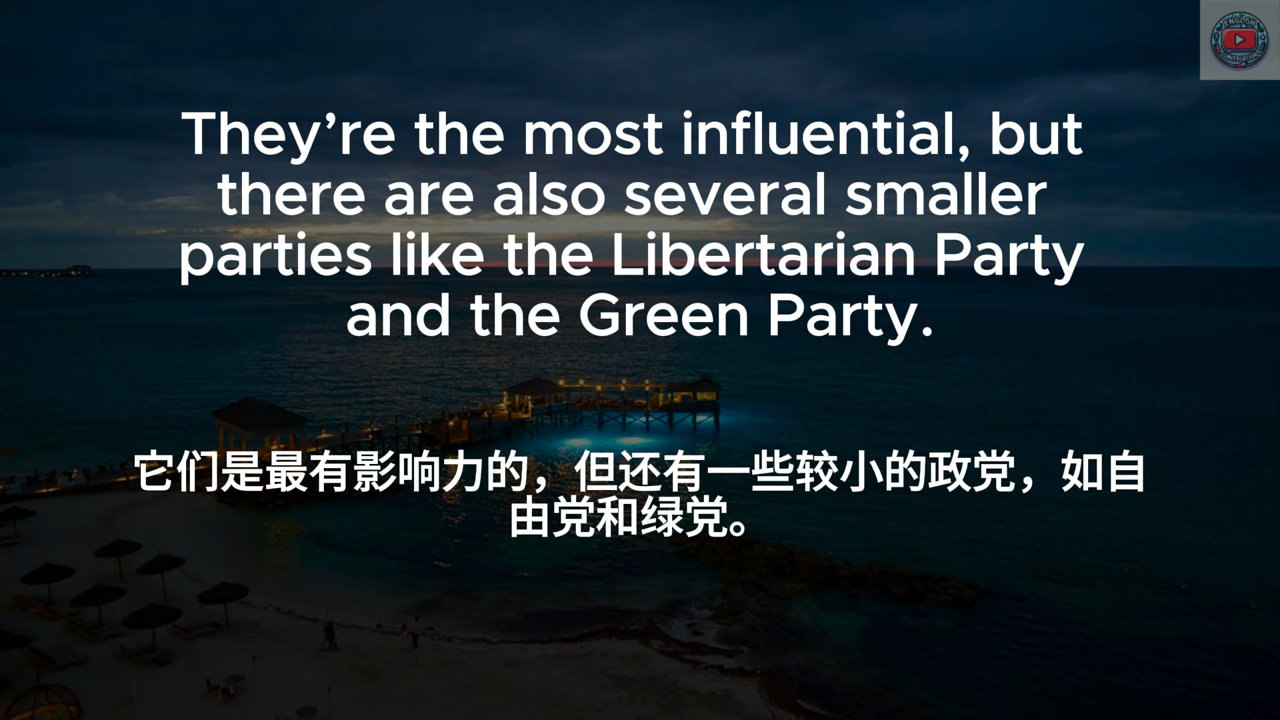 They’re the most influential, but
there are also several smaller
parties like the Libertarian Party
and the Green Party.
它们是最有影响力的，但还有一些较小的政党，如自
由党和绿党。
ENGLISH